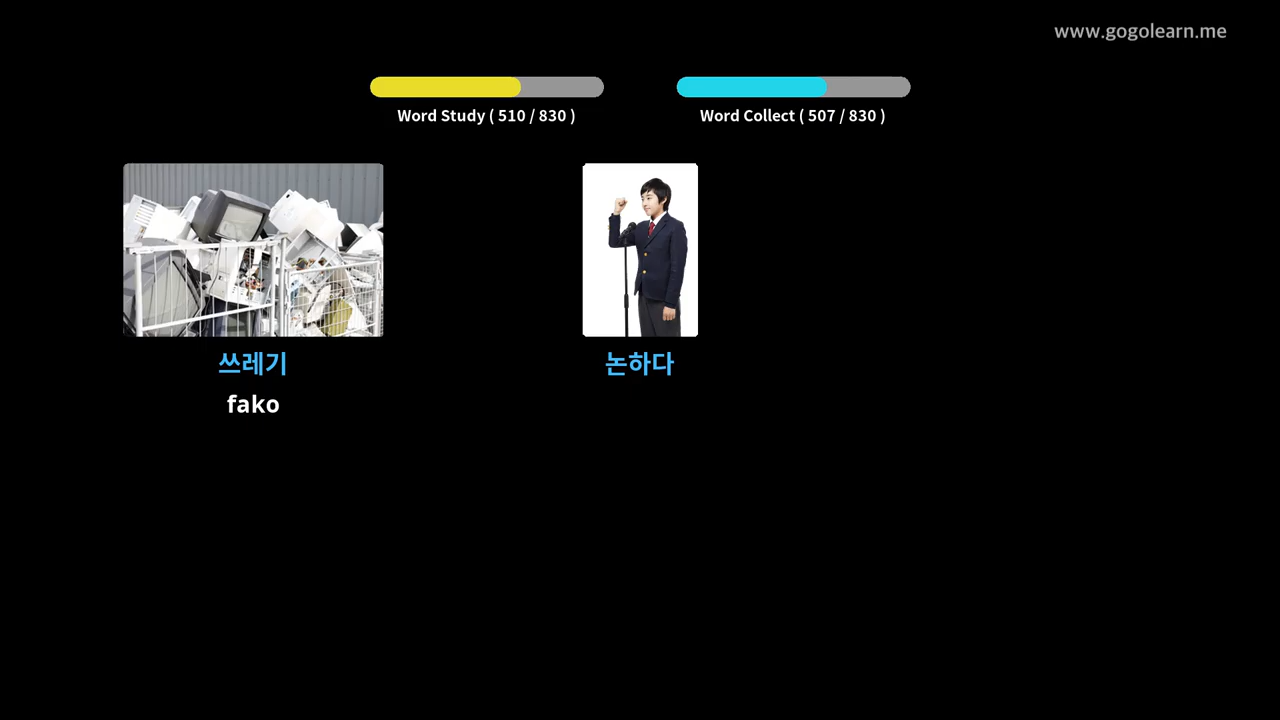 www.gogolearn.me
Word Study ( 510 / 830 )
Word Collect ( 507 / 830 )
쓰레기
fako
논하다